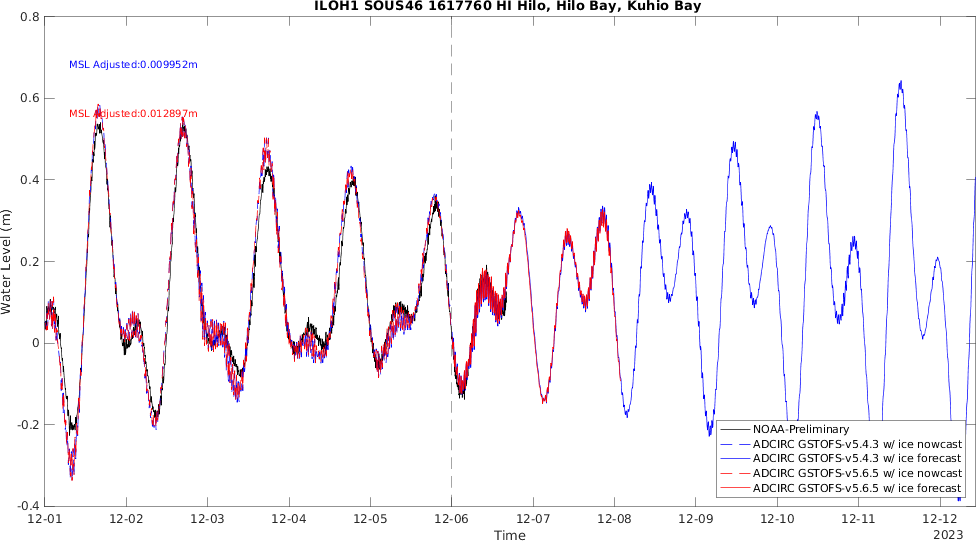 ILOH1 SOUS46 1617760 HI Hilo, Hilo Bay, Kuhio Bay
0.8
MSL Adjusted:0.009952m
0.6
MSL Adjusted:0.012897m
0.4
Water Level (m)
0.2
0
-0.2
-0.4
NOAA-Preliminary
ADCIRC GSTOFS-v5.4.3 w/ ice nowcast
ADCIRC GSTOFS-v5.4.3 w/ ice forecast
ADCIRC GSTOFS-v5.6.5 w/ ice nowcast
ADCIRC GSTOFS-v5.6.5 w/ ice forecast
12-01 12-02 12-03 12-04 12-05 12-06 12-07 12-08 12-09 12-10 12-11 12-12
Time 2023